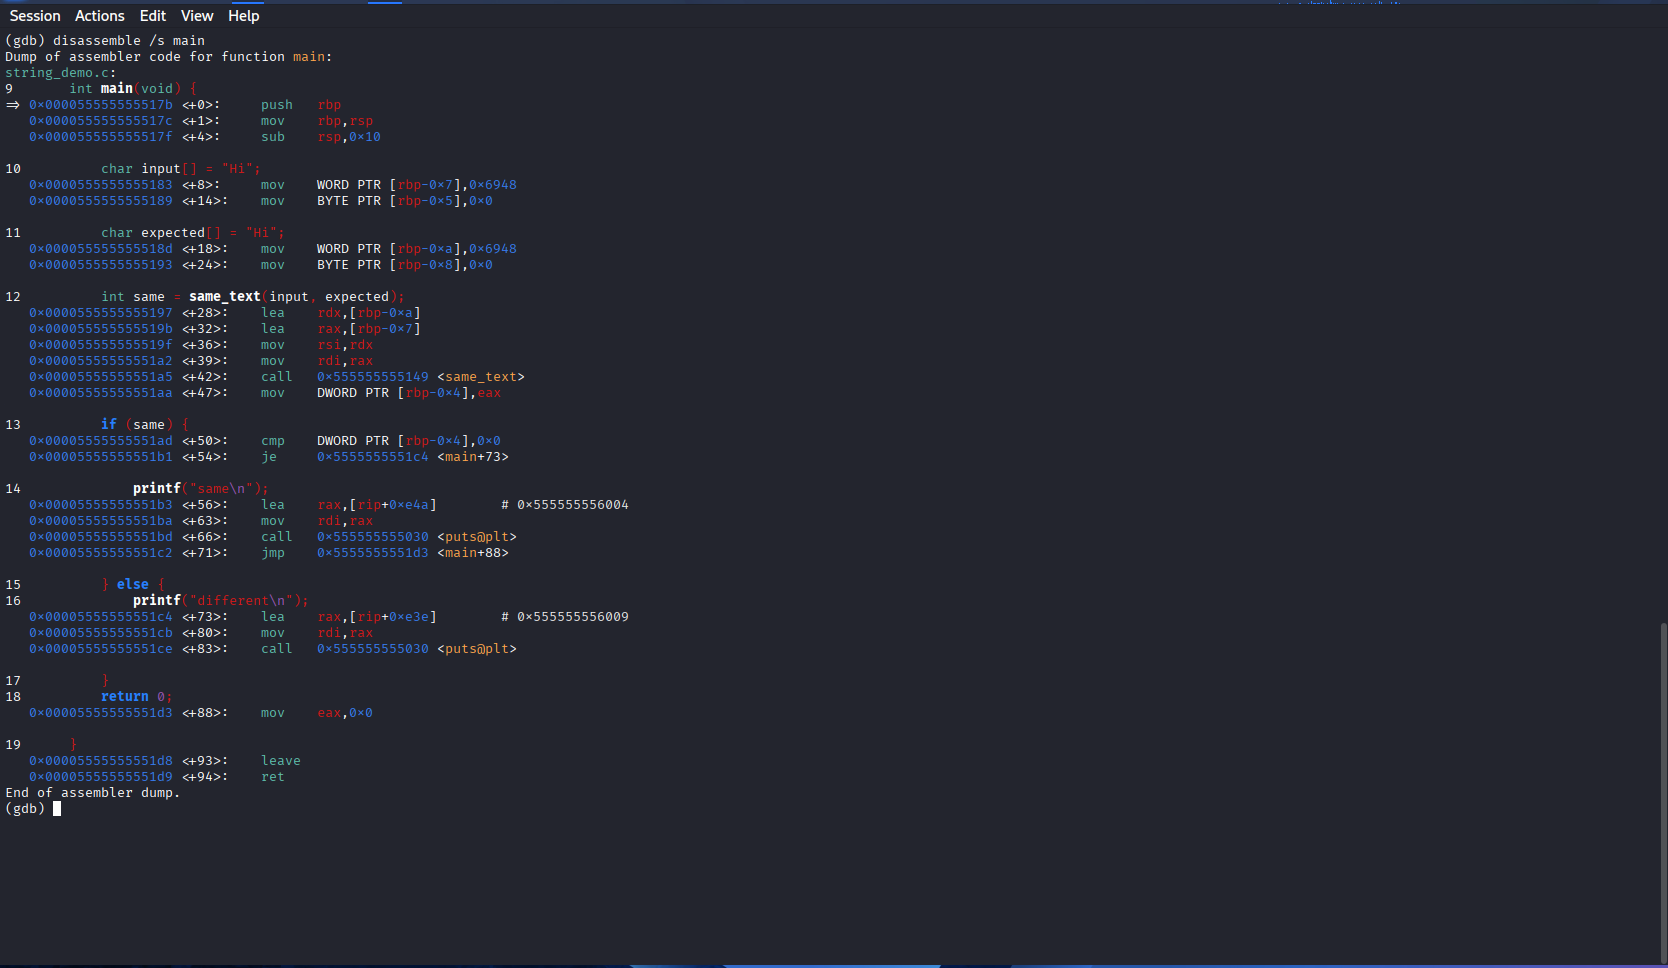 Session Actions Edit View Help
(gdb) disassemble /s main
Dump of assembler code for function main:
string_demo.c:
9       int main(void) {
=> 0x000055555555517b <+0>:     push   rbp
   0x000055555555517c <+1>:     mov    rbp,rsp
   0x000055555555517f <+4>:     sub    rsp,0x10
10          char input[] = "Hi";
   0x0000555555555183 <+8>:     mov    WORD PTR [rbp-0x7],0x6948
   0x0000555555555189 <+14>:    mov    BYTE PTR [rbp-0x5],0x0
11          char expected[] = "Hi";
   0x000055555555518d <+18>:    mov    WORD PTR [rbp-0xa],0x6948
   0x0000555555555193 <+24>:    mov    BYTE PTR [rbp-0x8],0x0
12          int same = same_text(input, expected);
   0x0000555555555197 <+28>:    lea    rdx,[rbp-0xa]
   0x000055555555519b <+32>:    lea    rax,[rbp-0x7]
   0x000055555555519f <+36>:    mov    rsi,rdx
   0x00005555555551a2 <+39>:    mov    rdi,rax
   0x00005555555551a5 <+42>:    call   0x555555555149 <same_text>
   0x00005555555551aa <+47>:    mov    DWORD PTR [rbp-0x4],eax
13          if (same) {
   0x00005555555551ad <+50>:    cmp    DWORD PTR [rbp-0x4],0x0
   0x00005555555551b1 <+54>:    je     0x5555555551c4 <main+73>
14              printf("same\n");
   0x00005555555551b3 <+56>:    lea    rax,[rip+0xe4a]        # 0x555555556004
   0x00005555555551ba <+63>:    mov    rdi,rax
   0x00005555555551bd <+66>:    call   0x555555555030 <puts@plt>
   0x00005555555551c2 <+71>:    jmp    0x5555555551d3 <main+88>
15          } else {
16              printf("different\n");
   0x00005555555551c4 <+73>:    lea    rax,[rip+0xe3e]        # 0x555555556009
   0x00005555555551cb <+80>:    mov    rdi,rax
   0x00005555555551ce <+83>:    call   0x555555555030 <puts@plt>
17          }
18          return 0;
   0x00005555555551d3 <+88>:    mov    eax,0x0
19      }
   0x00005555555551d8 <+93>:    leave
   0x00005555555551d9 <+94>:    ret
End of assembler dump.
(gdb)